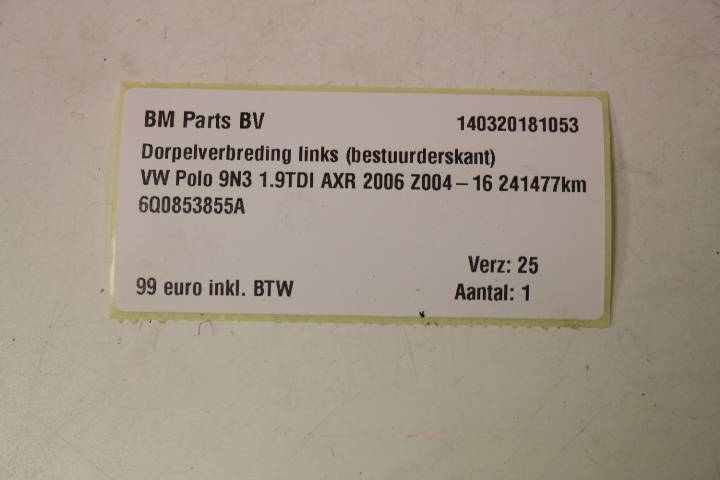 BM Parts BV 140320181053
Dorpelverbreding links (bestuurderskant)
VW Polo 9N3 1.9TDI AXR 2006 Z004 – 16 241477km
6Q0853855A
Verz: 25
99 euro inkl. BTW Aantal: 1